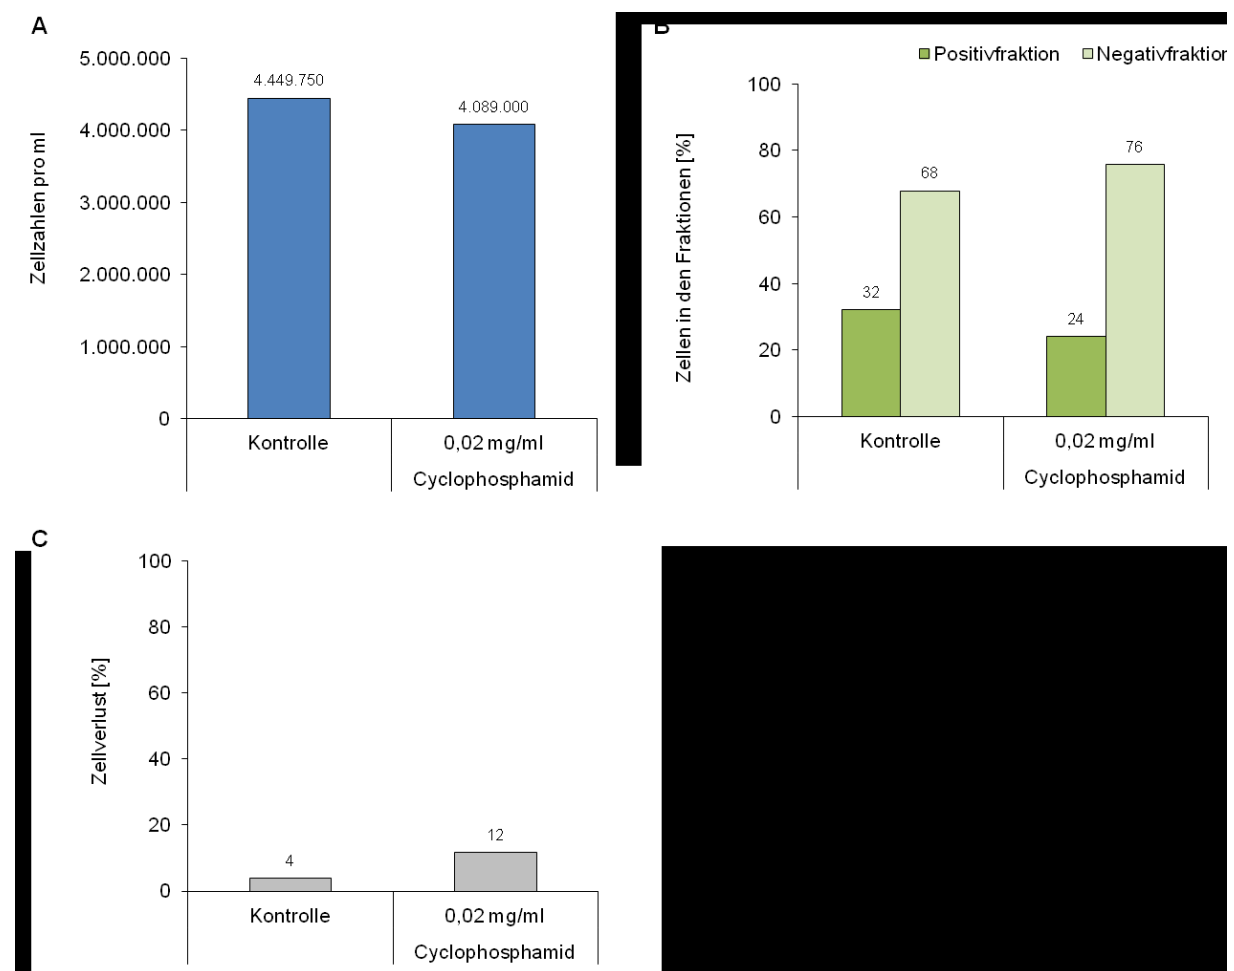 A
5.000.000
4.000.000
3.000.000
2.000.000
1.000.000
0
Zellzahlen pro ml
4.449.750
4.089.000
Kontrolle
0,02 mg/ml
Cyclophosphamid
B
Positivfraktion Negativfraktion
100
80
60
40
20
0
Zellen in den Fraktionen [%]
32
68
24
76
Kontrolle
0,02 mg/ml
Cyclophosphamid
C
100
80
60
40
20
0
Zellverlust [%]
4
12
Kontrolle
0,02 mg/ml
Cyclophosphamid